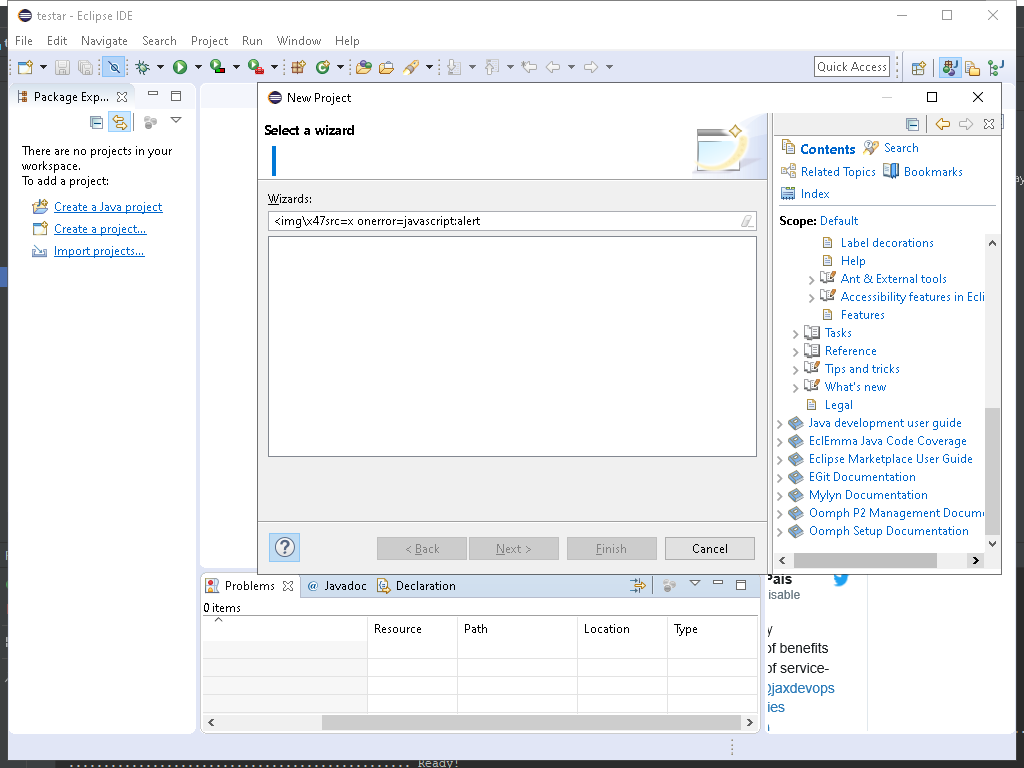 testar - Eclipse IDE
File Edit Navigate Search Project Run Window Help
Quick Access
Package Exp...
There are no projects in your
workspace.
To add a project:
Create a Java project
Create a project...
Import projects...
New Project
Select a wizard
Wizards:
<img\x47src=x onerror=javascript:alert
< Back Next > Finish Cancel
Contents Search
Related Topics Bookmarks
Index
Scope: Default
Label decorations
Help
Ant & External tools
Accessibility features in Ecli
Features
Tasks
Reference
Tips and tricks
What's new
Legal
Java development user guide
EclEmma Java Code Coverage
Eclipse Marketplace User Guide
EGit Documentation
Mylyn Documentation
Oomph P2 Management Docum
Oomph Setup Documentation
Problems @ Javadoc Declaration
0 items
Resource Path Location Type
Pais
isable
y
of benefits
of service-
jaxdevops
ies
Ready!